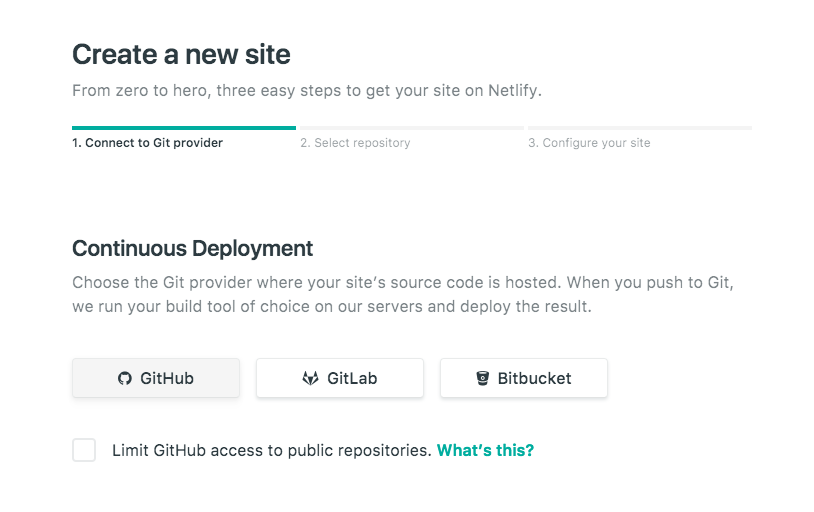 Create a new site
From zero to hero, three easy steps to get your site on Netlify.
1. Connect to Git provider
2. Select repository
3. Configure your site
Continuous Deployment
Choose the Git provider where your site’s source code is hosted. When you push to Git,
we run your build tool of choice on our servers and deploy the result.
GitHub
GitLab
Bitbucket
Limit GitHub access to public repositories. What’s this?